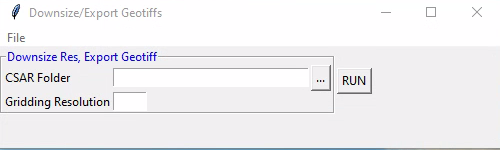 Downsize/Export Geotiffs
File
Downsize Res, Export Geotiff
CSAR Folder ... RUN
Gridding Resolution